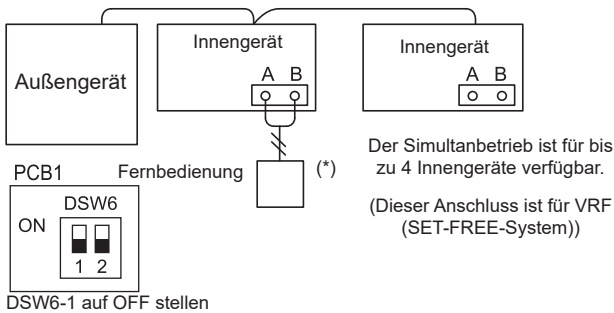 Außengerät
Innengerät
A B
Innengerät
A B
Fernbedienung
(*)
Der Simultanbetrieb ist für bis
zu 4 Innengeräte verfügbar.
(Dieser Anschluss ist für VRF
(SET-FREE-System))
PCB1
DSW6
ON
1 2
DSW6-1 auf OFF stellen